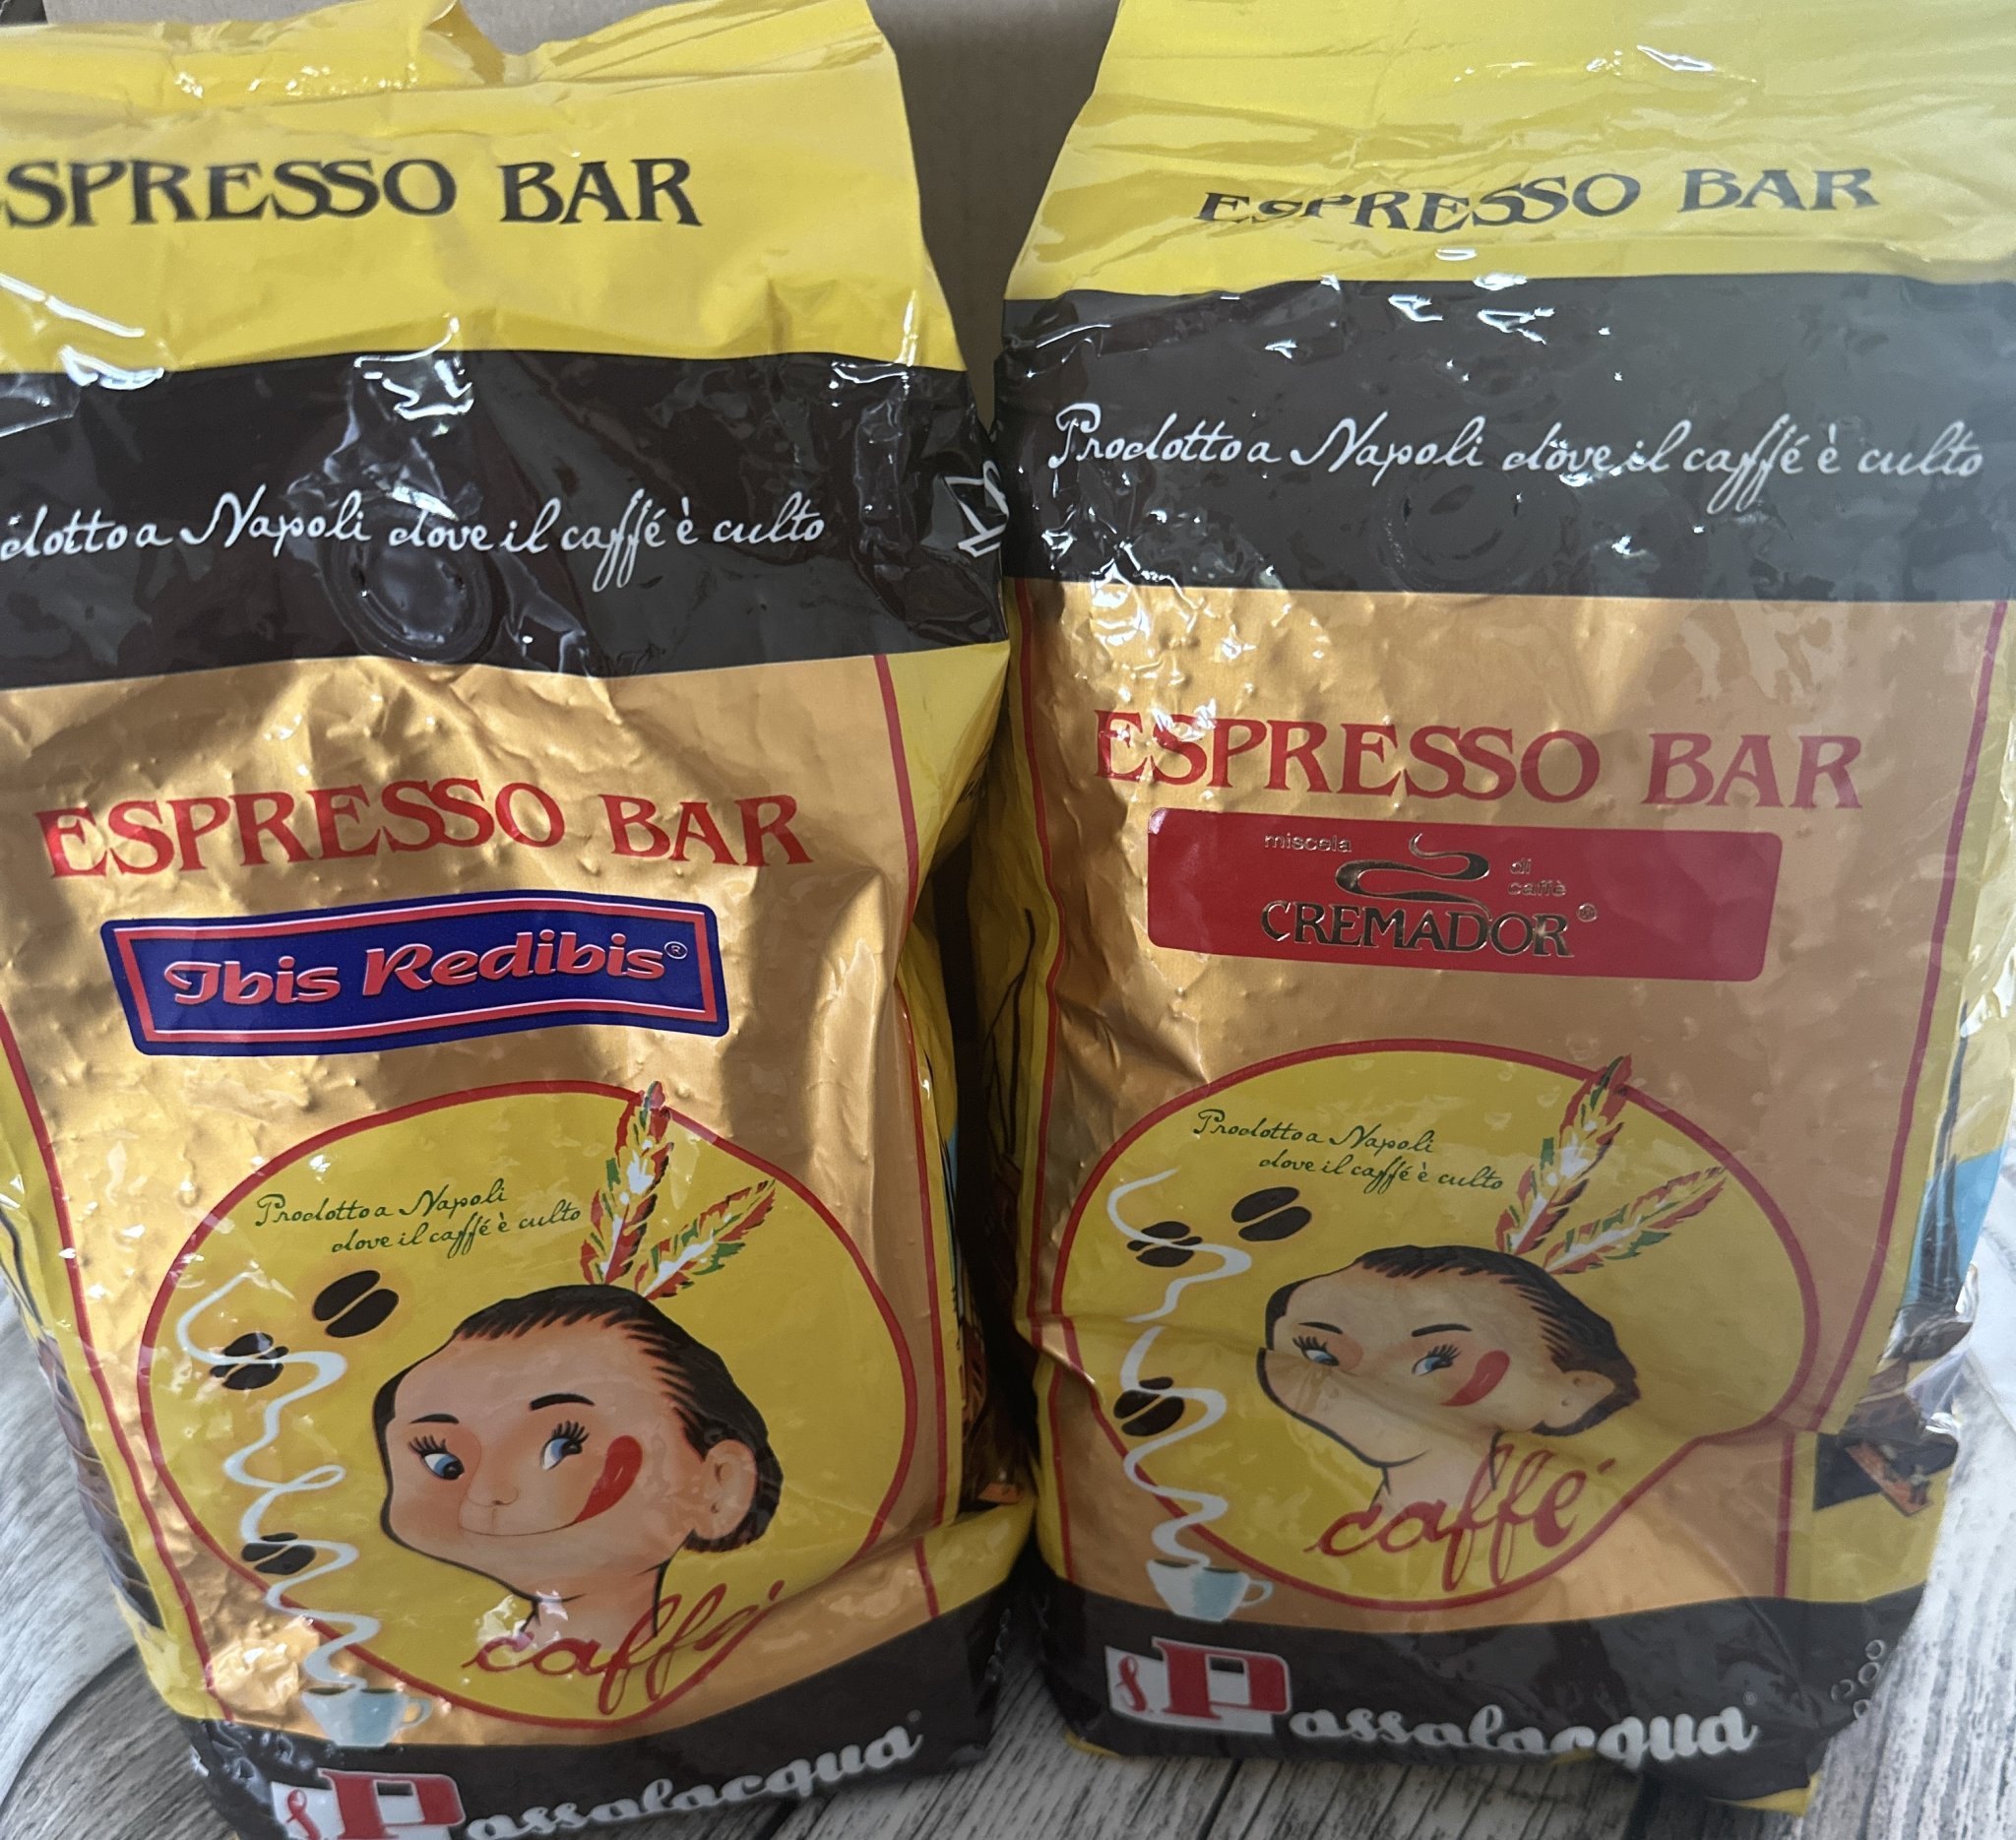 SPRESSO BAR
dotto a Napoli dove il caffé è culto
ESPRESSO BAR
Ibis Redibis®
Prodotto a Napoli
dove il caffé è culto
caffé
Passalacqua
ESPRESSO BAR
Prodotto a Napoli dove il caffé è culto
ESPRESSO BAR
miscela
di
caffè
CREMADOR®
Prodotto a Napoli
dove il caffé è culto
caffé
Passalacqua